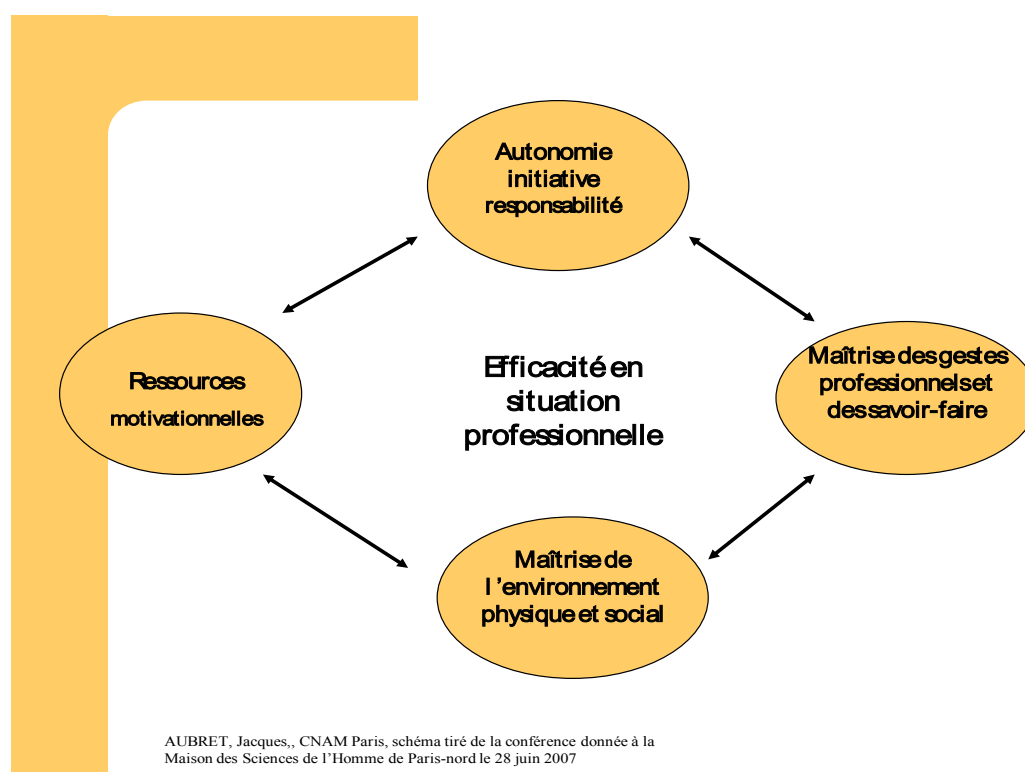 Autonomie
initiative
responsabilité
Ressources
motivationnelles
Efficacité en
situation
professionnelle
Maîtrise des gestes
professionnels et
des savoir-faire
Maîtrise de
l ’environnement
physique et social
AUBRET, Jacques,, CNAM Paris, schéma tiré de la conférence donnée à la
Maison des Sciences de l’Homme de Paris-nord le 28 juin 2007